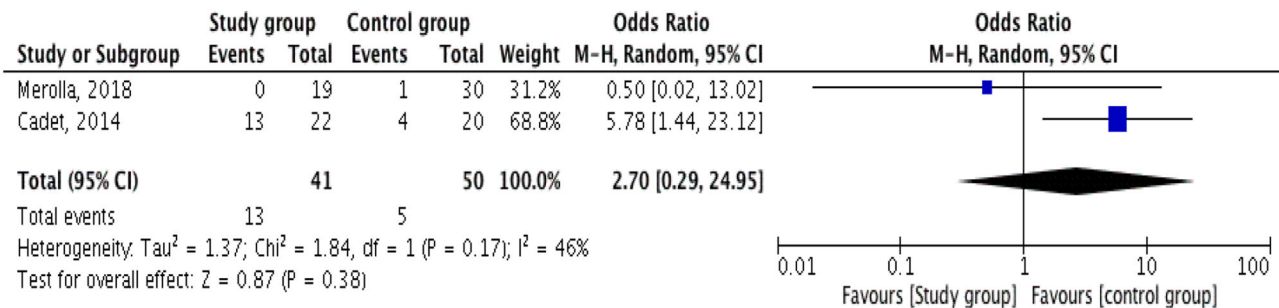 Study group Control group Odds Ratio Odds Ratio
Study or Subgroup Events Total Events Total Weight M-H, Random, 95% CI M-H, Random, 95% CI
Merolla, 2018 0 19 1 30 31.2% 0.50 [0.02, 13.02]
Cadet, 2014 13 22 4 20 68.8% 5.78 [1.44, 23.12]
Total (95% CI) 41 50 100.0% 2.70 [0.29, 24.95]
Total events 13 5
Heterogeneity: Tau² = 1.37; Chi² = 1.84, df = 1 (P = 0.17); I² = 46%
Test for overall effect: Z = 0.87 (P = 0.38)
0.01 0.1 1 10 100
Favours [Study group] Favours [control group]